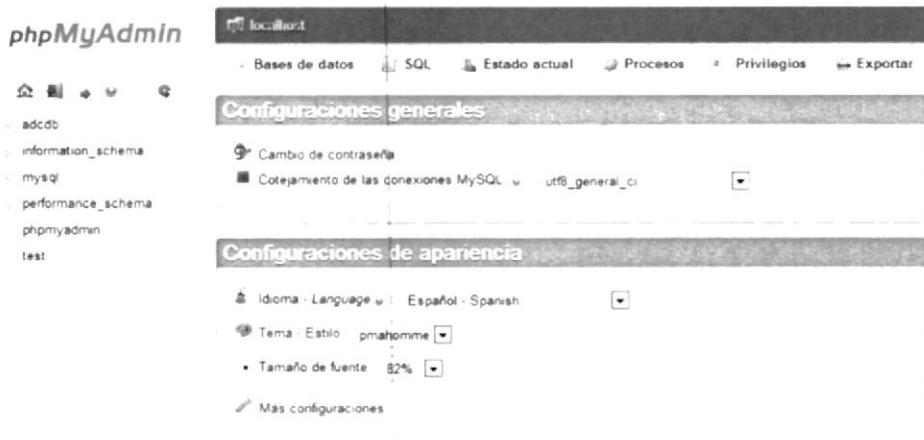 phpMyAdmin
localhost
Bases de datos SQL Estado actual Procesos Privilegios Exportar
adcdb
information_schema
mysql
performance_schema
phpmyadmin
test
Configuraciones generales
Cambio de contraseña
Cotejamiento de las conexiones MySQL utf8_general_ci
Configuraciones de apariencia
Idioma - Language : Español - Spanish
Tema - Estilo pmahomme
Tamaño de fuente 82%
Más configuraciones